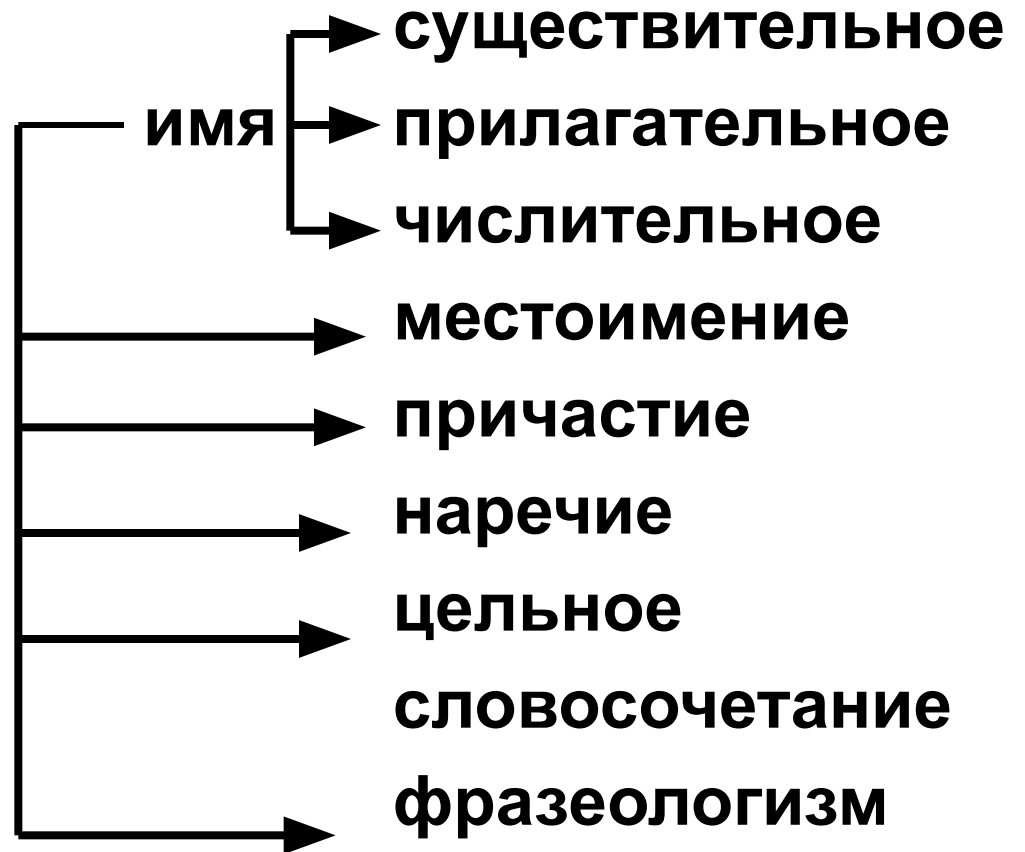 существительное
имя прилагательное
числительное
местоимение
причастие
наречие
цельное
словосочетание
фразеологизм